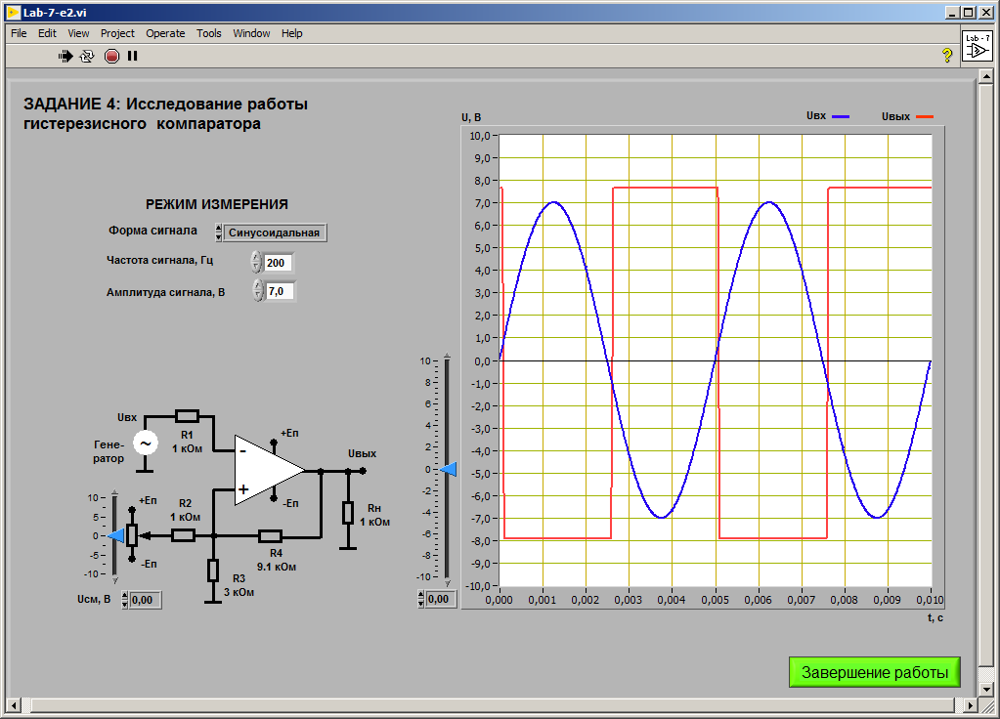 Lab-7-e2.vi
File Edit View Project Operate Tools Window Help
?
Lab - 7
ЗАДАНИЕ 4: Исследование работы
гистерезисного компаратора
РЕЖИМ ИЗМЕРЕНИЯ
Форма сигнала Синусоидальная
Частота сигнала, Гц 200
Амплитуда сигнала, В 7,0
Uвх
Гене-
ратор
~
R1
1 кОм
-
+
+Eп
-Eп
Uвых
Rн
1 кОм
R2
1 кОм
R4
9.1 кОм
R3
3 кОм
+Eп
-Eп
10
5
0
-5
-10
Uсм, В 0,00
10
8
6
4
2
0
-2
-4
-6
-8
-10
0,00
U, В
Uвх Uвых
10,0
9,0
8,0
7,0
6,0
5,0
4,0
3,0
2,0
1,0
0,0
-1,0
-2,0
-3,0
-4,0
-5,0
-6,0
-7,0
-8,0
-9,0
-10,0
0,000 0,001 0,002 0,003 0,004 0,005 0,006 0,007 0,008 0,009 0,010
t, с
Завершение работы